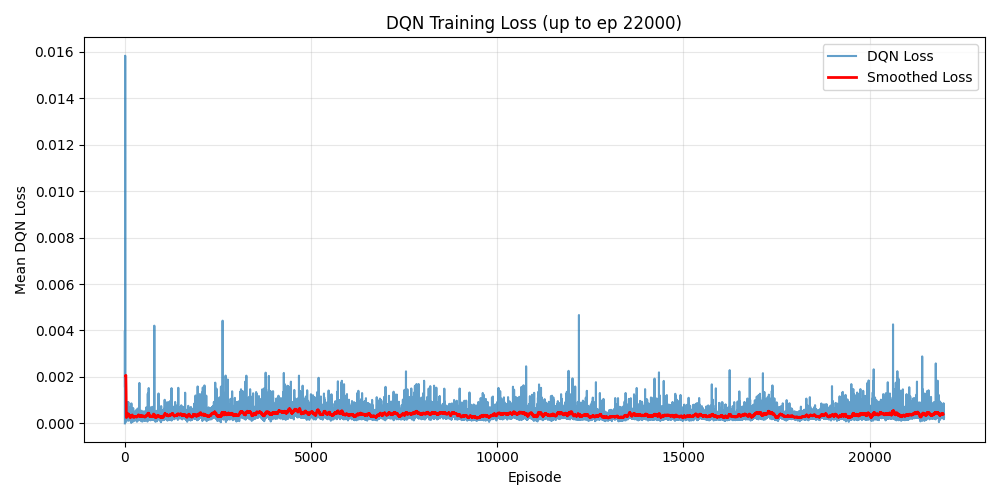 DQN Training Loss (up to ep 22000)
DQN Loss
Smoothed Loss
Mean DQN Loss
0.016
0.014
0.012
0.010
0.008
0.006
0.004
0.002
0.000
0 5000 10000 15000 20000
Episode